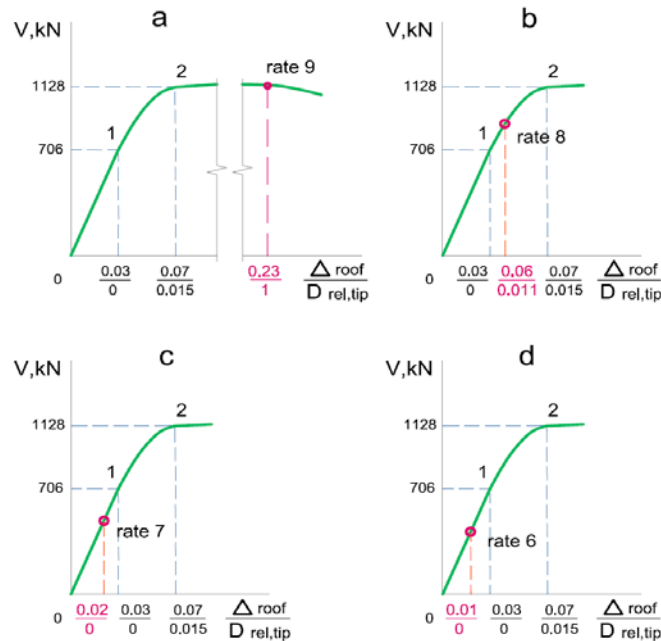 a
V,kN
1128
706
1
2
rate 9
0
0.03
0
0.07
0.015
0.23
1
Δ roof
D rel,tip
b
V,kN
1128
706
1
2
rate 8
0
0.03
0
0.06
0.011
0.07
0.015
Δ roof
D rel,tip
c
V,kN
1128
706
1
2
rate 7
0
0.02
0
0.03
0
0.07
0.015
Δ roof
D rel,tip
d
V,kN
1128
706
1
2
rate 6
0
0.01
0
0.03
0
0.07
0.015
Δ roof
D rel,tip